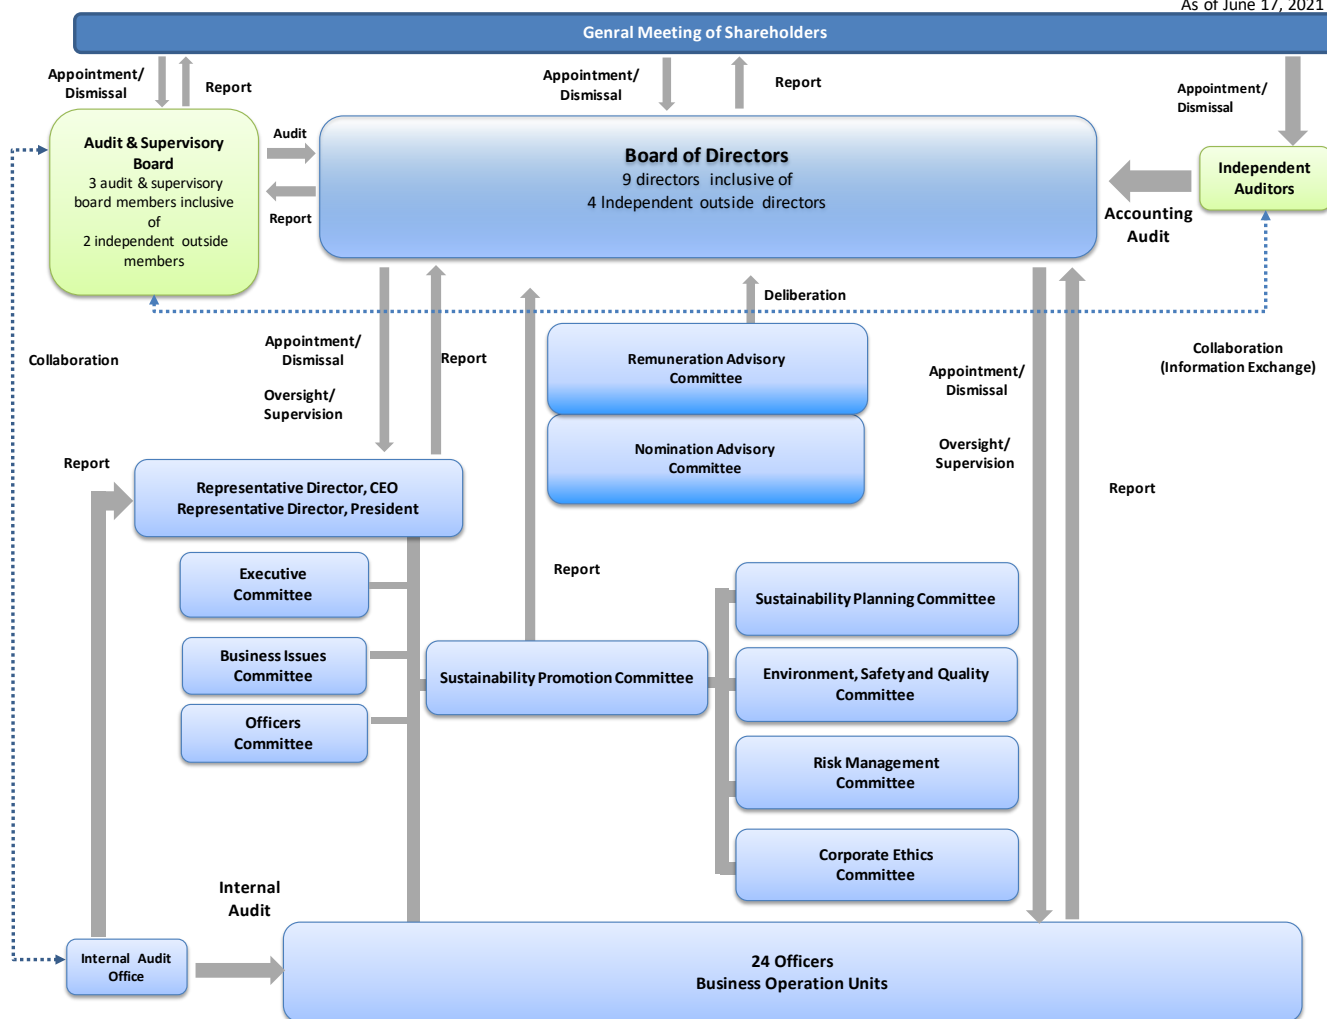 As of June 17, 2021
Genral Meeting of Shareholders
Appointment/
Dismissal
Report
Appointment/
Dismissal
Report
Appointment/
Dismissal
Audit & Supervisory
Board
3 audit & supervisory
board members inclusive
of
2 independent outside
members
Audit
Report
Board of Directors
9 directors inclusive of
4 Independent outside directors
Independent
Auditors
Accounting
Audit
Deliberation
Collaboration
Appointment/
Dismissal
Oversight/
Supervision
Report
Remuneration Advisory
Committee
Nomination Advisory
Committee
Appointment/
Dismissal
Oversight/
Supervision
Collaboration
(Information Exchange)
Report
Report
Representative Director, CEO
Representative Director, President
Executive
Committee
Business Issues
Committee
Officers
Committee
Report
Sustainability Promotion Committee
Sustainability Planning Committee
Environment, Safety and Quality
Committee
Risk Management
Committee
Corporate Ethics
Committee
Internal
Audit
Internal Audit
Office
24 Officers
Business Operation Units